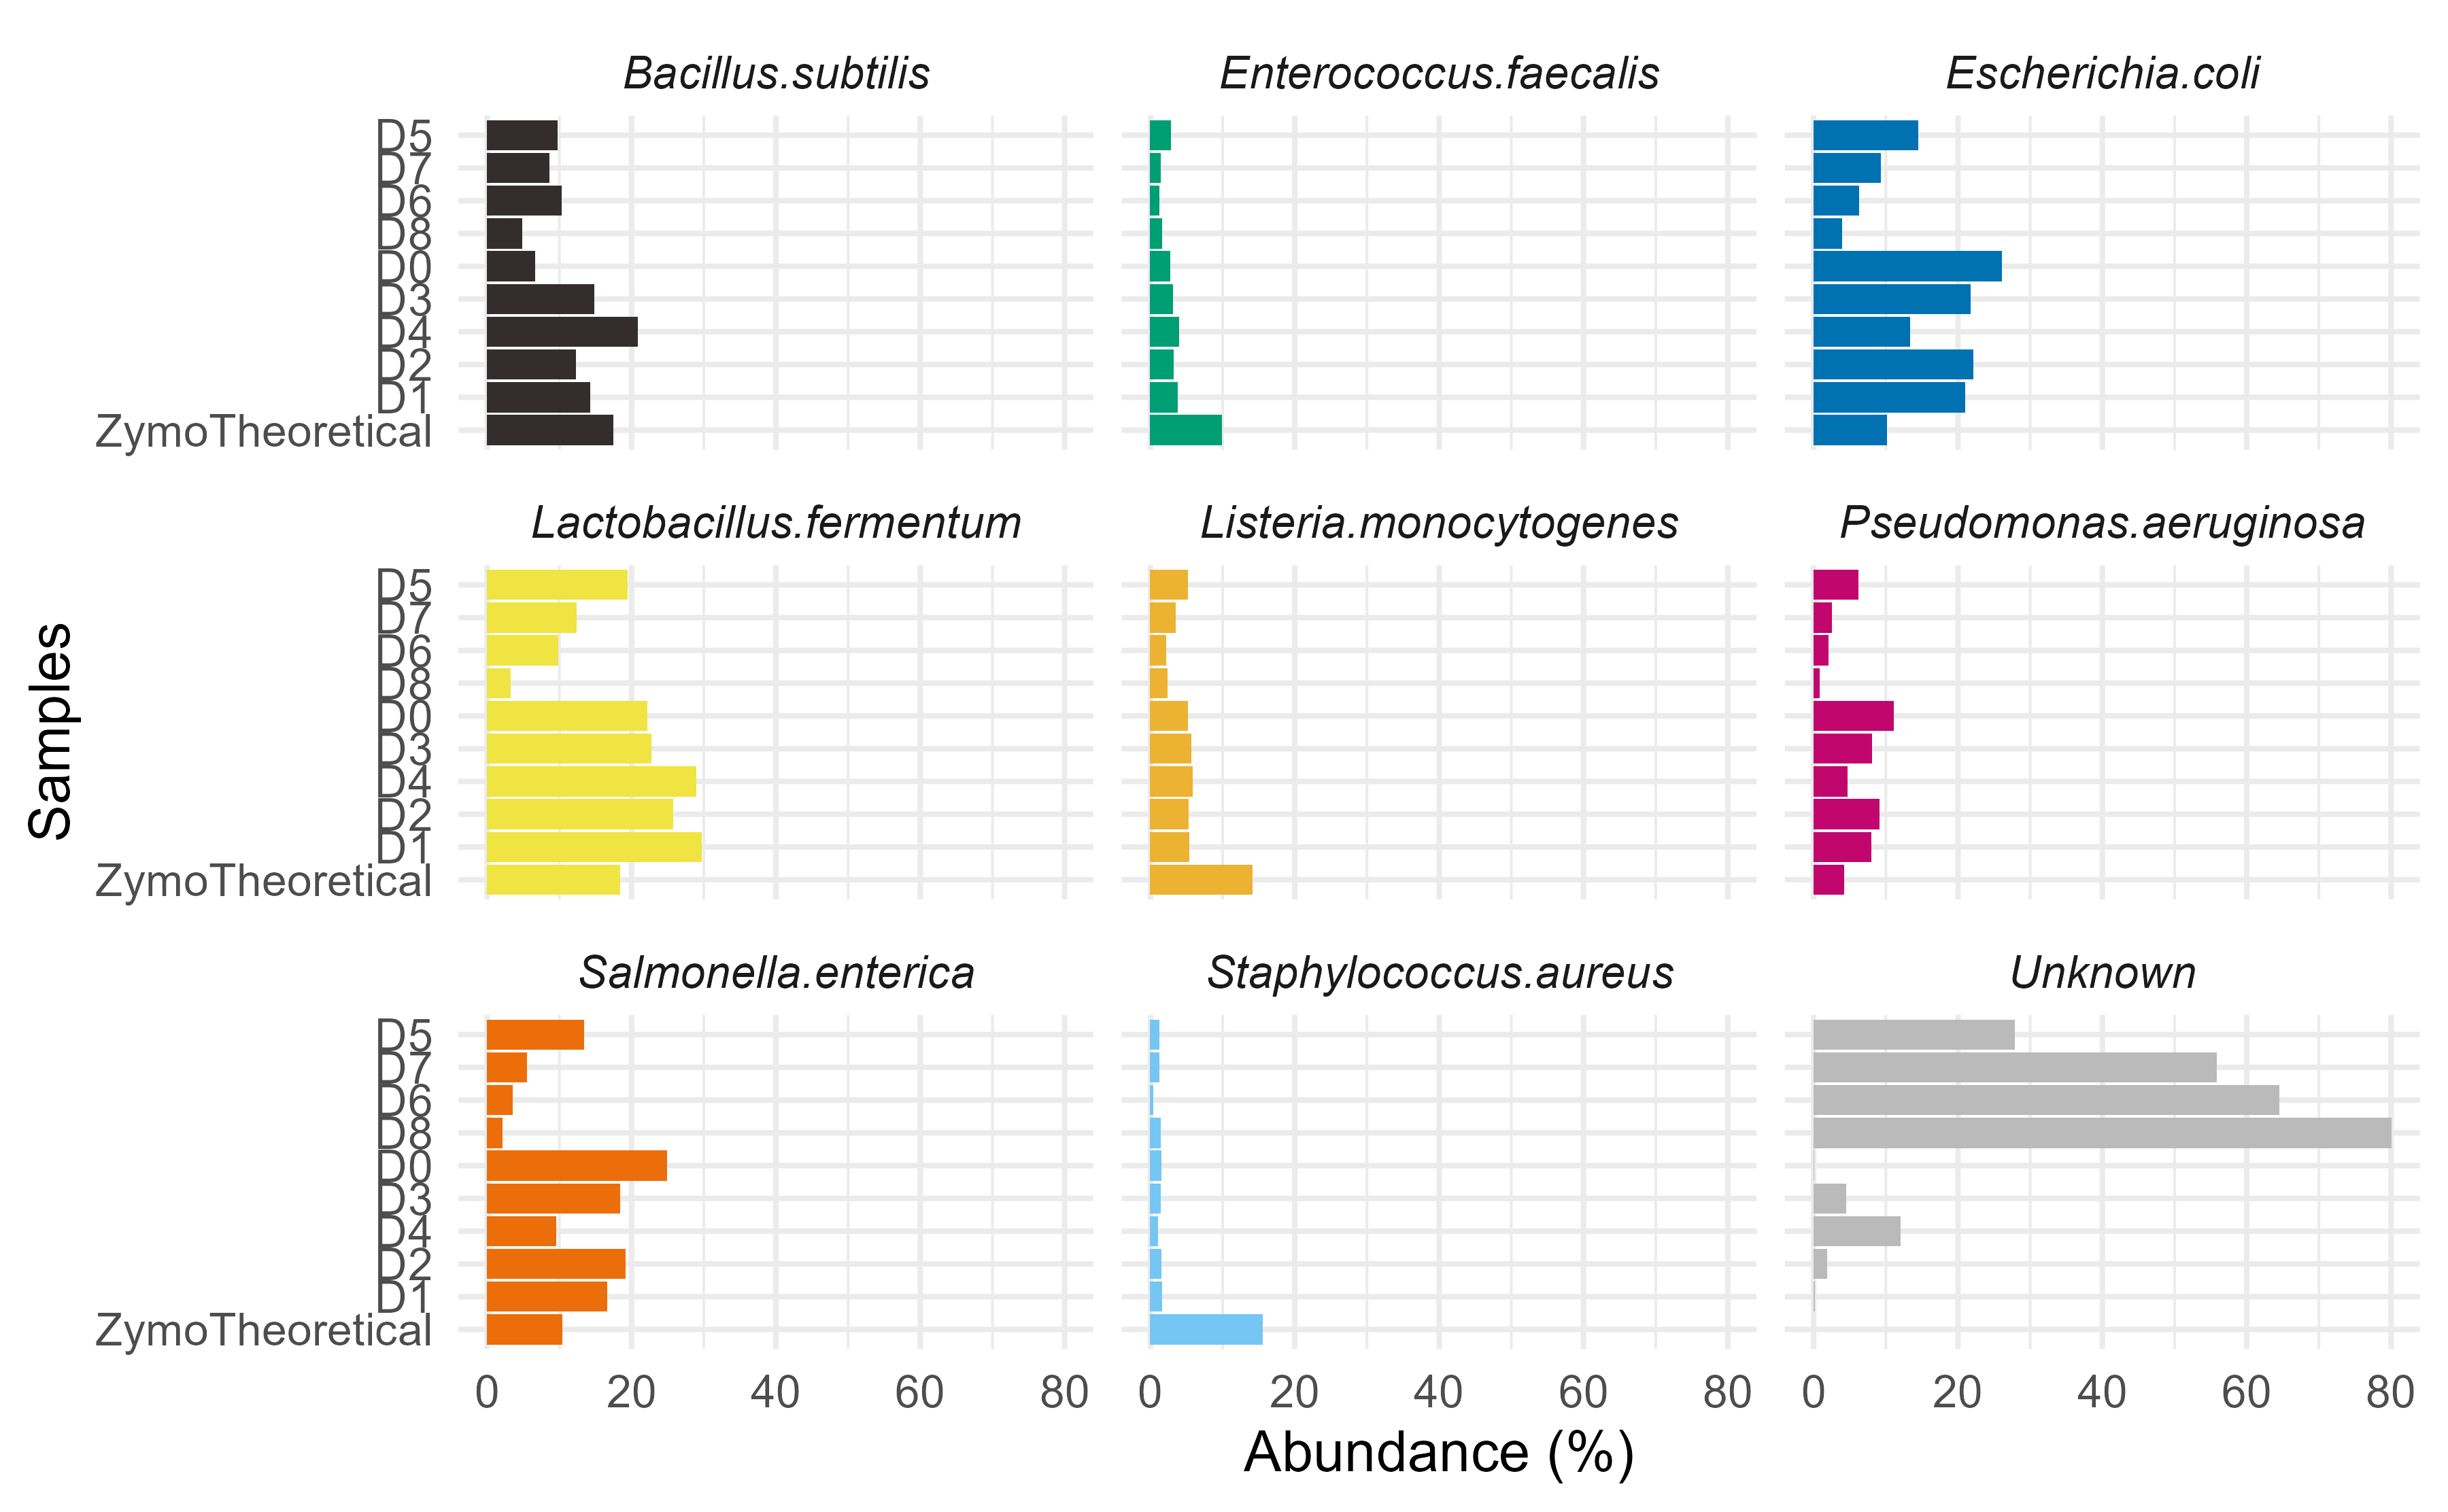 Bacillus.subtilis Enterococcus.faecalis Escherichia.coli
D5
D7
D6
D8
D0
D3
D4
D2
D1
ZymoTheoretical
Lactobacillus.fermentum Listeria.monocytogenes Pseudomonas.aeruginosa
D5
D7
D6
D8
D0
D3
D4
D2
D1
ZymoTheoretical
Samples
Salmonella.enterica Staphylococcus.aureus Unknown
D5
D7
D6
D8
D0
D3
D4
D2
D1
ZymoTheoretical
0 20 40 60 80 0 20 40 60 80 0 20 40 60 80
Abundance (%)